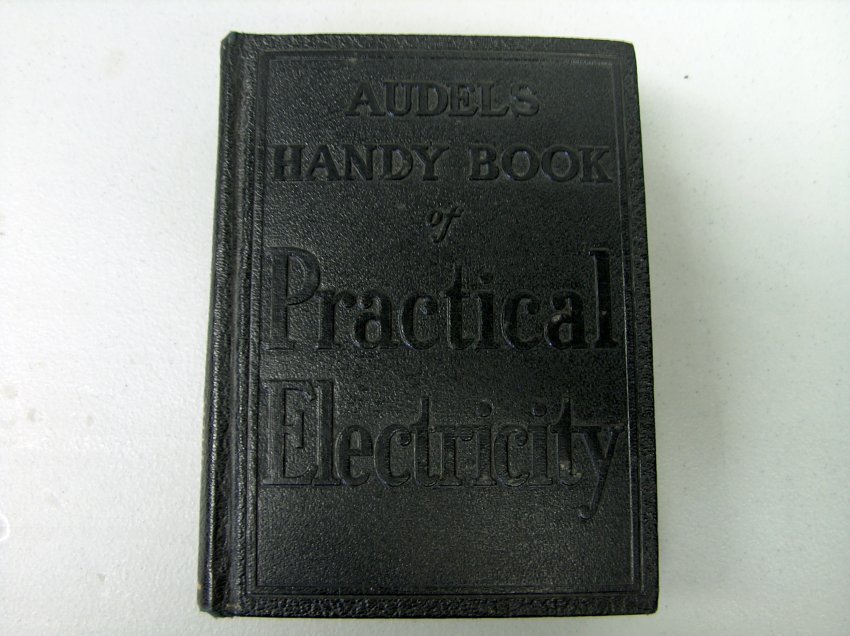 AUDELS
HANDY BOOK
of
Practical
Electricity